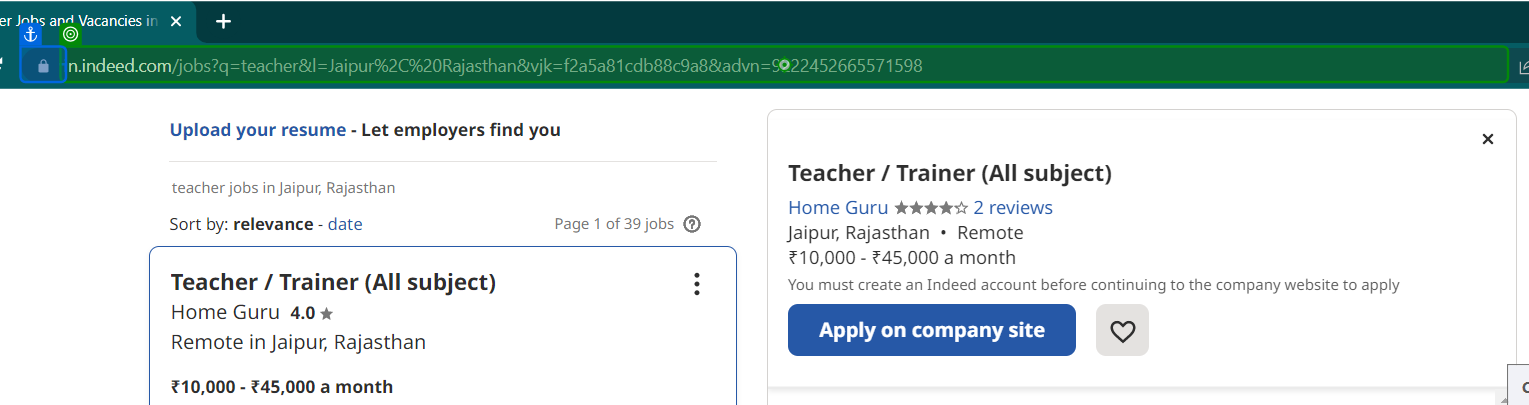 er Jobs and Vacancies in
n.indeed.com/jobs?q=teacher&l=Jaipur%2C%20Rajasthan&vjk=f2a5a81cdb88c9a8&advn=9822452665571598
Upload your resume - Let employers find you
teacher jobs in Jaipur, Rajasthan
Sort by: relevance - date
Page 1 of 39 jobs
Teacher / Trainer (All subject)
Home Guru 4.0
Remote in Jaipur, Rajasthan
₹10,000 - ₹45,000 a month
Teacher / Trainer (All subject)
Home Guru 2 reviews
Jaipur, Rajasthan • Remote
₹10,000 - ₹45,000 a month
You must create an Indeed account before continuing to the company website to apply
Apply on company site